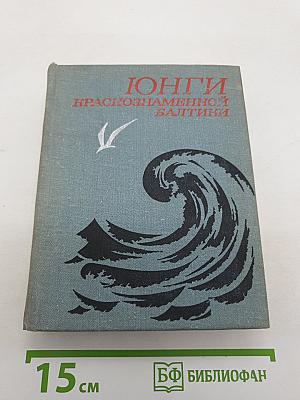 ЮНГИ
КРАСНОЗНАМЕННОЙ
БАЛТИКИ
15 см
БФ БИБЛИОФАН